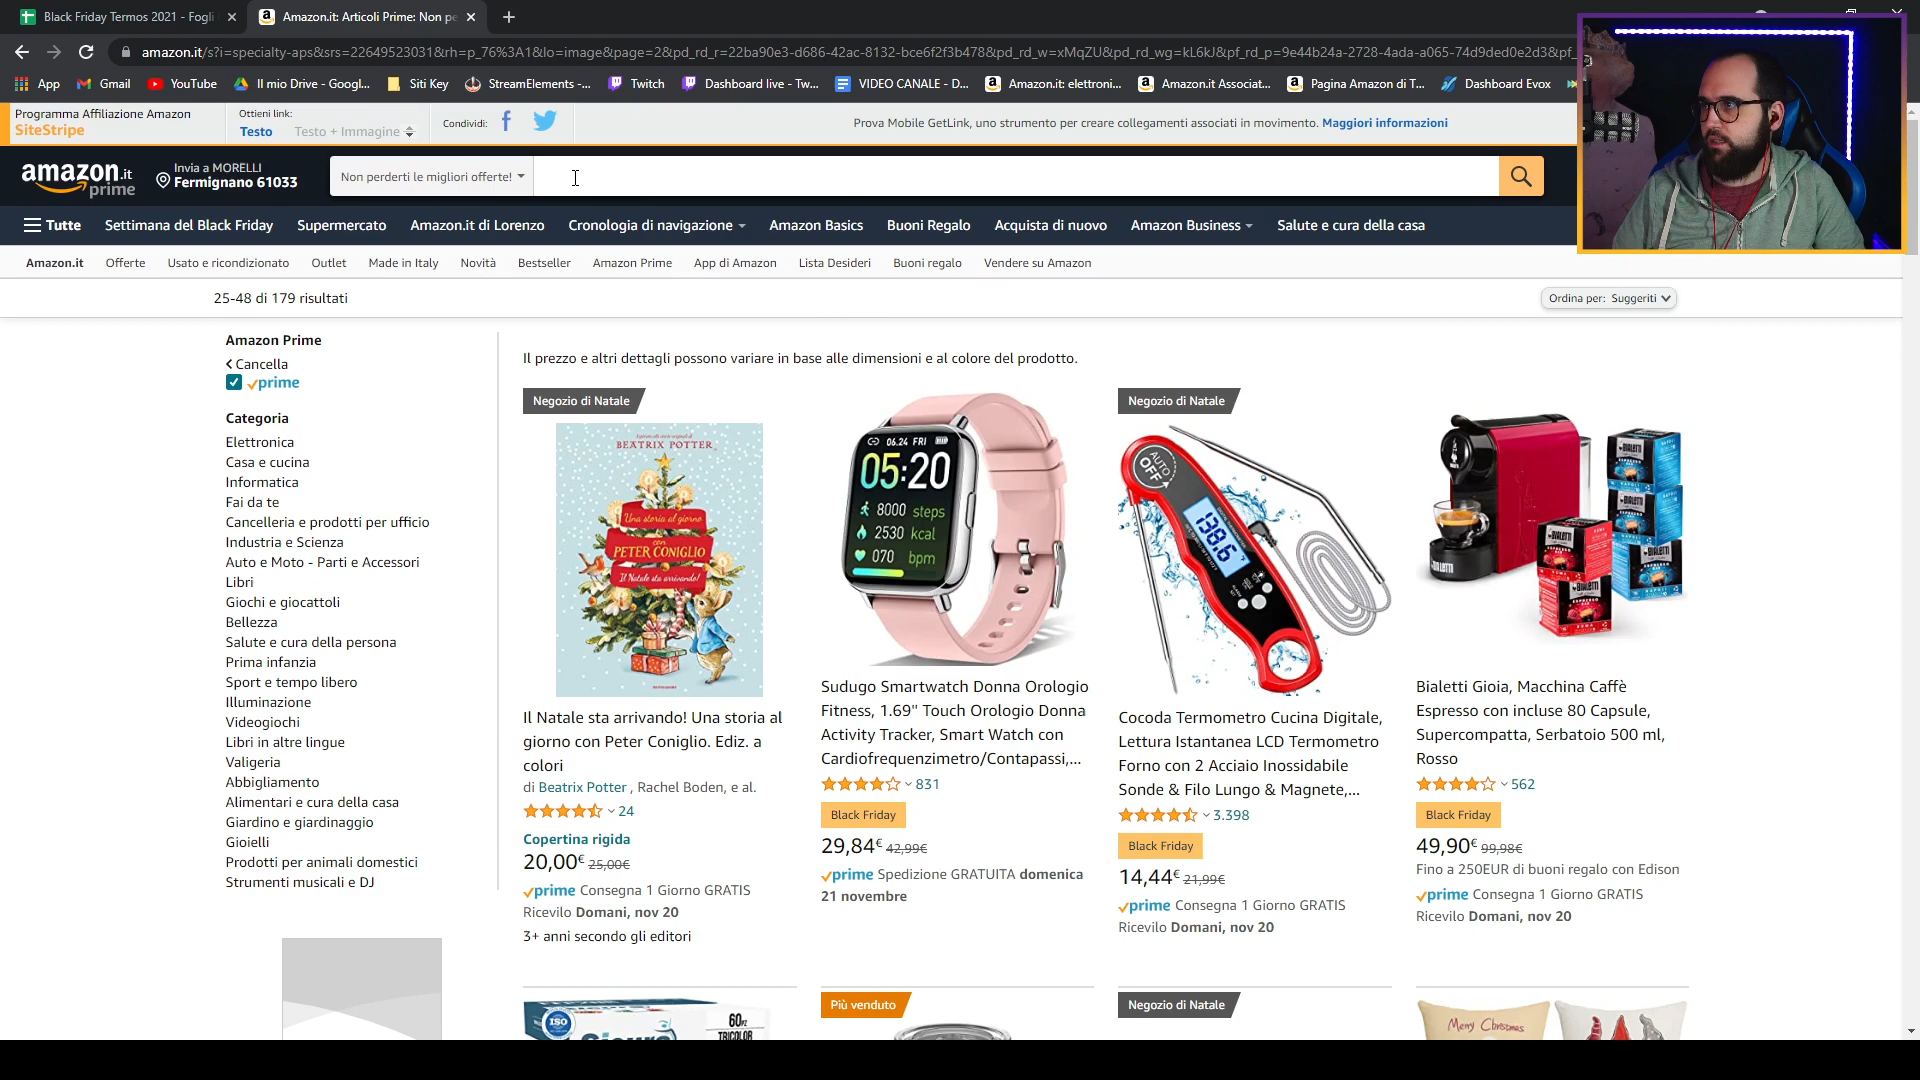 Black Friday Termos 2021 - Fogli
Amazon.it: Articoli Prime: Non pe
amazon.it/s?i=specialty-aps&srs=22649523031&rh=p_76%3A1&lo=image&page=2&pd_rd_r=22ba90e3-d686-42ac-8132-bce6f2f3b478&pd_rd_w=xMqZU&pd_rd_wg=kL6kJ&pf_rd_p=9e44b24a-2728-4ada-a065-74d9ded0e2d3&pf_
App
Gmail
YouTube
Il mio Drive - Googl...
Siti Key
StreamElements -...
Twitch
Dashboard live - Tw...
VIDEO CANALE - D...
Amazon.it: elettroni...
Amazon.it Associat...
Pagina Amazon di T...
Dashboard Evox
Programma Affiliazione Amazon
SiteStripe
Ottieni link:
Testo
Testo + Immagine
Condividi:
Prova Mobile GetLink, uno strumento per creare collegamenti associati in movimento. Maggiori informazioni
amazon.it
prime
Invia a MORELLI
Fermignano 61033
Non perderti le migliori offerte!
Tutte
Settimana del Black Friday
Supermercato
Amazon.it di Lorenzo
Cronologia di navigazione
Amazon Basics
Buoni Regalo
Acquista di nuovo
Amazon Business
Salute e cura della casa
Amazon.it
Offerte
Usato e ricondizionato
Outlet
Made in Italy
Novità
Bestseller
Amazon Prime
App di Amazon
Lista Desideri
Buoni regalo
Vendere su Amazon
25-48 di 179 risultati
Ordina per: Suggeriti
Amazon Prime
Cancella
prime
Categoria
Elettronica
Casa e cucina
Informatica
Fai da te
Cancelleria e prodotti per ufficio
Industria e Scienza
Auto e Moto - Parti e Accessori
Libri
Giochi e giocattoli
Bellezza
Salute e cura della persona
Prima infanzia
Sport e tempo libero
Illuminazione
Videogiochi
Libri in altre lingue
Valigeria
Abbigliamento
Alimentari e cura della casa
Giardino e giardinaggio
Gioielli
Prodotti per animali domestici
Strumenti musicali e DJ
Il prezzo e altri dettagli possono variare in base alle dimensioni e al colore del prodotto.
Negozio di Natale
BEATRIX POTTER
Una storia al giorno
con
PETER CONIGLIO
Il Natale sta arrivando!
Il Natale sta arrivando! Una storia al
giorno con Peter Coniglio. Ediz. a
colori
di Beatrix Potter , Rachel Boden, e al.
24
Copertina rigida
20,00€ 25,00€
prime Consegna 1 Giorno GRATIS
Ricevilo Domani, nov 20
3+ anni secondo gli editori
06.24 FRI
05:20
8000 steps
2530 kcal
070 bpm
Sudugo Smartwatch Donna Orologio
Fitness, 1.69" Touch Orologio Donna
Activity Tracker, Smart Watch con
Cardiofrequenzimetro/Contapassi,...
831
Black Friday
29,84€ 42,99€
prime Spedizione GRATUITA domenica
21 novembre
Negozio di Natale
AUTO
OFF
138.6
Cocoda Termometro Cucina Digitale,
Lettura Istantanea LCD Termometro
Forno con 2 Acciaio Inossidabile
Sonde & Filo Lungo & Magnete,...
3.398
Black Friday
14,44€ 21,99€
prime Consegna 1 Giorno GRATIS
Ricevilo Domani, nov 20
BIALETTI
BIALETTI
BIALETTI
BIALETTI
BIALETTI
Bialetti Gioia, Macchina Caffè
Espresso con incluse 80 Capsule,
Supercompatta, Serbatoio 500 ml,
Rosso
562
Black Friday
49,90€ 99,98€
Fino a 250EUR di buoni regalo con Edison
prime Consegna 1 Giorno GRATIS
Ricevilo Domani, nov 20
ISO
60pz
TRICOLOR
Più venduto
Negozio di Natale
Merry Christmas